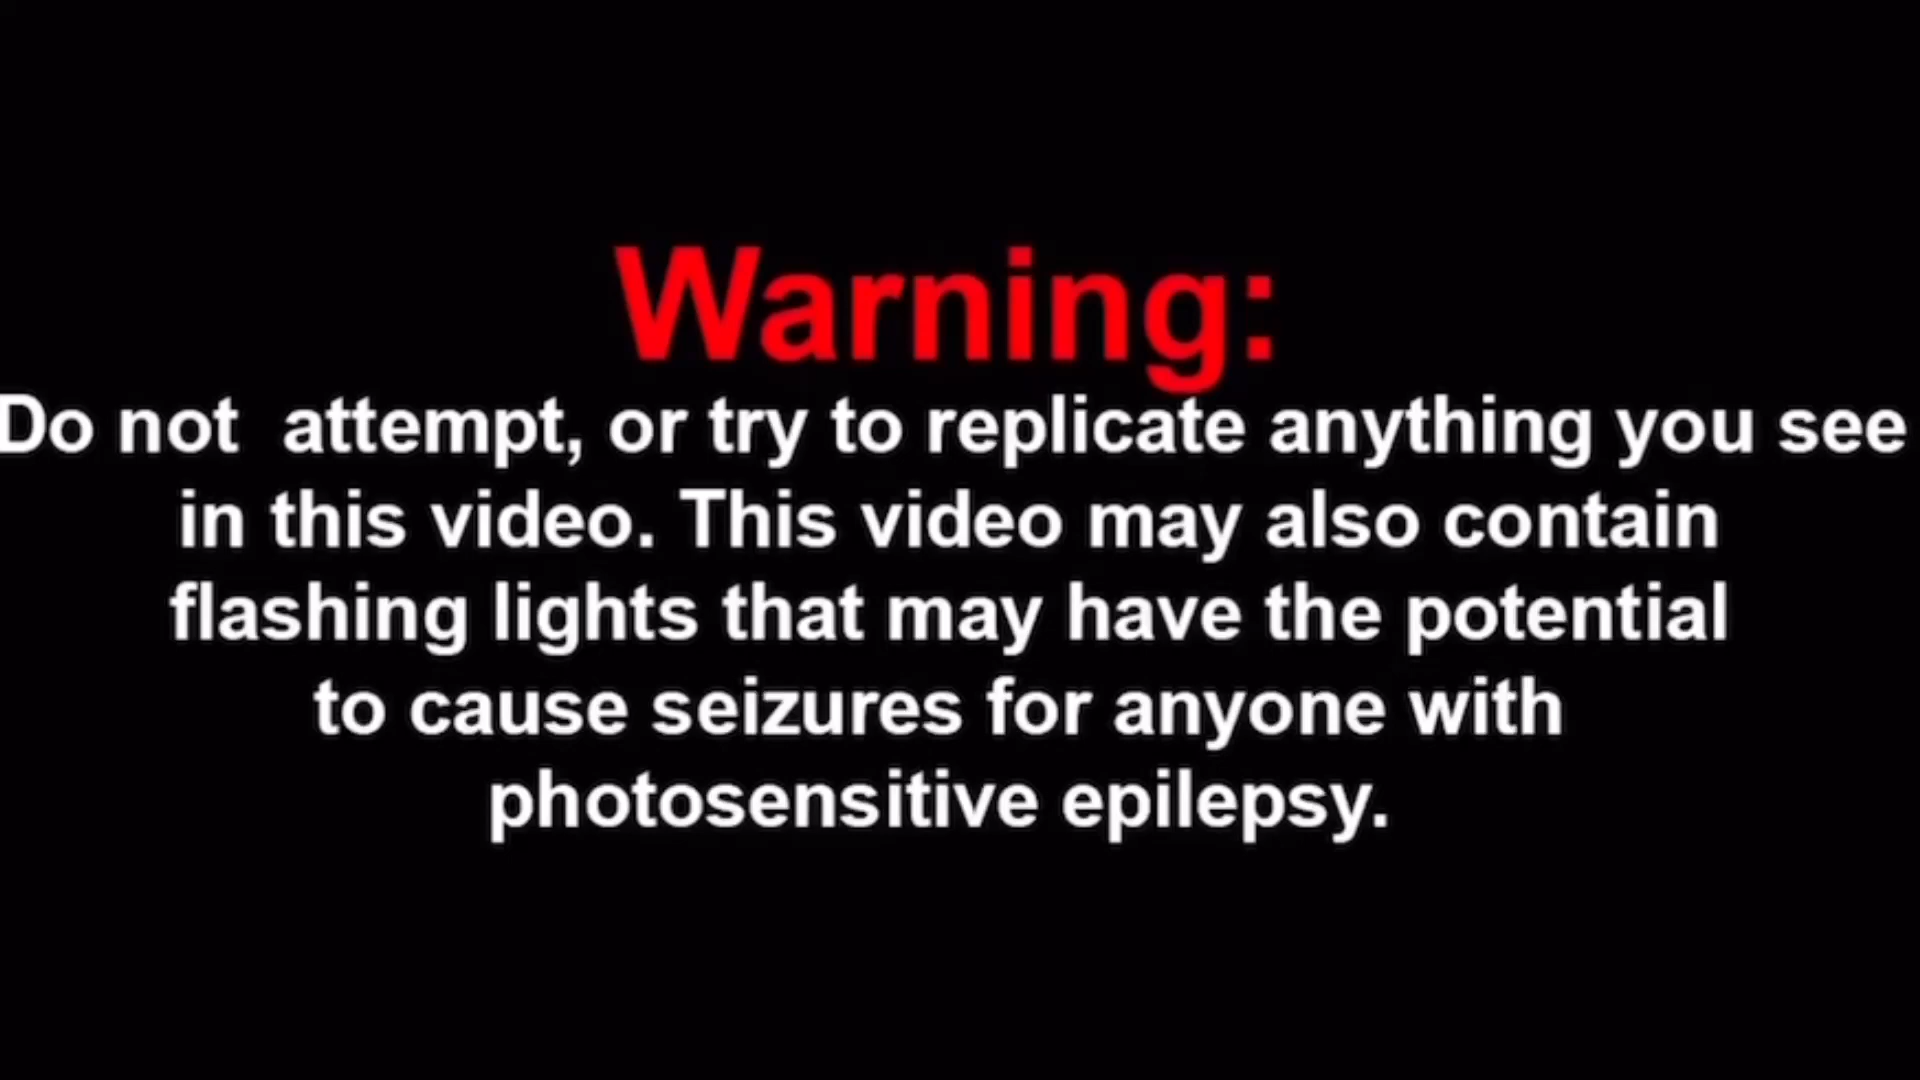 Warning:
Do not  attempt, or try to replicate anything you see
in this video. This video may also contain
flashing lights that may have the potential
to cause seizures for anyone with
photosensitive epilepsy.